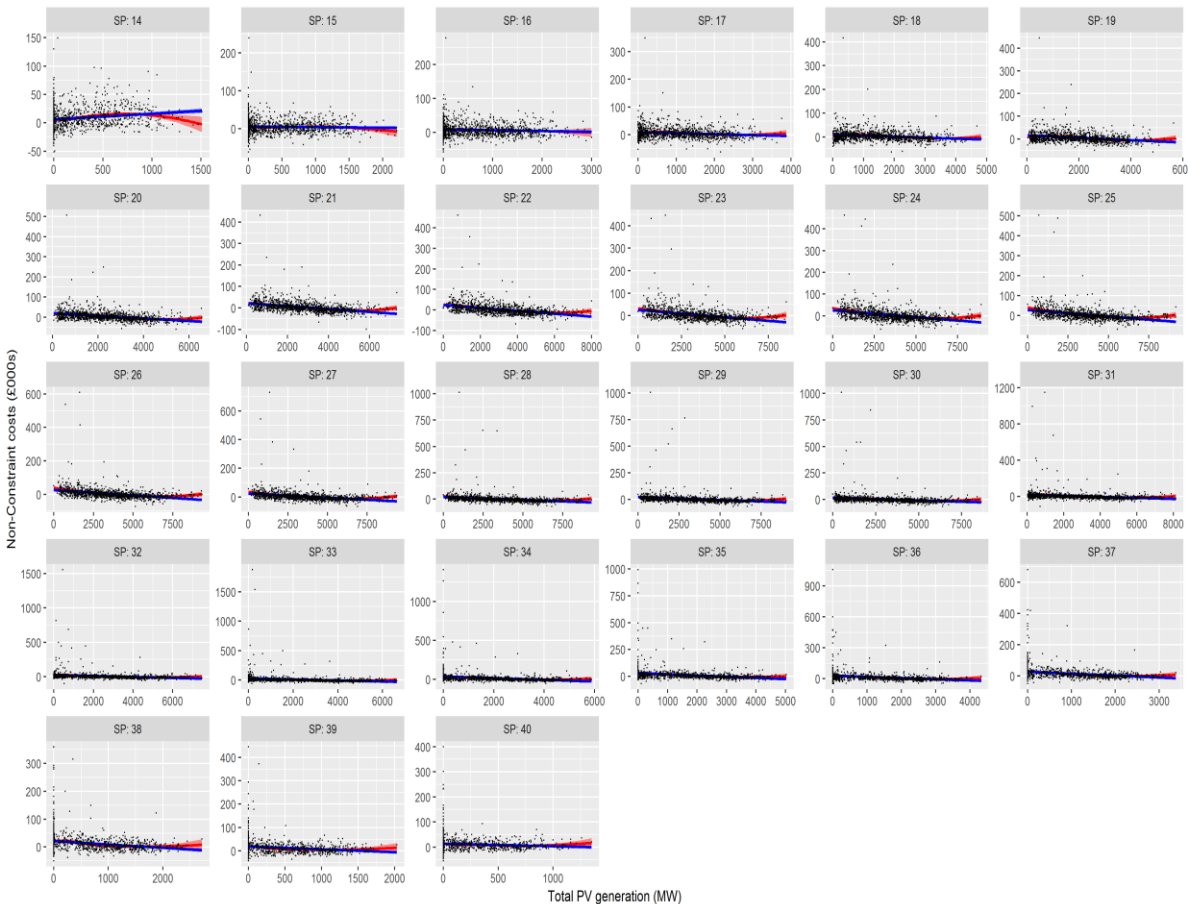 Non-Constraint costs (£000s)
SP: 14
150
100
50
0
-50
0 500 1000 1500
SP: 15
200
100
0
0 500 1000 1500 2000
SP: 16
200
100
0
0 1000 2000 3000
SP: 17
300
200
100
0
0 1000 2000 3000 4000
SP: 18
400
300
200
100
0
0 1000 2000 3000 4000 5000
SP: 19
400
300
200
100
0
0 2000 4000 600
SP: 20
500
400
300
200
100
0
0 2000 4000 6000
SP: 21
400
300
200
100
0
-100
0 2000 4000 6000
SP: 22
400
300
200
100
0
-100
0 2000 4000 6000 8000
SP: 23
400
300
200
100
0
0 2500 5000 7500
SP: 24
400
300
200
100
0
0 2500 5000 7500
SP: 25
500
400
300
200
100
0
0 2500 5000 7500
SP: 26
600
400
200
0
0 2500 5000 7500
SP: 27
600
400
200
0
0 2500 5000 7500
SP: 28
1000
750
500
250
0
0 2500 5000 7500
SP: 29
1000
750
500
250
0
0 2500 5000 7500
SP: 30
1000
750
500
250
0
0 2500 5000 7500
SP: 31
1200
800
400
0
0 2000 4000 6000 8000
SP: 32
1500
1000
500
0
0 2000 4000 6000
SP: 33
1500
1000
500
0
0 2000 4000 6000
SP: 34
1000
500
0
0 2000 4000 6000
SP: 35
1000
750
500
250
0
0 1000 2000 3000 4000 5000
SP: 36
900
600
300
0
0 1000 2000 3000 4000
SP: 37
600
400
200
0
0 1000 2000 3000
SP: 38
300
200
100
0
0 1000 2000
SP: 39
400
300
200
100
0
0 500 1000 1500 2000
SP: 40
400
300
200
100
0
0 500 1000
Total PV generation (MW)